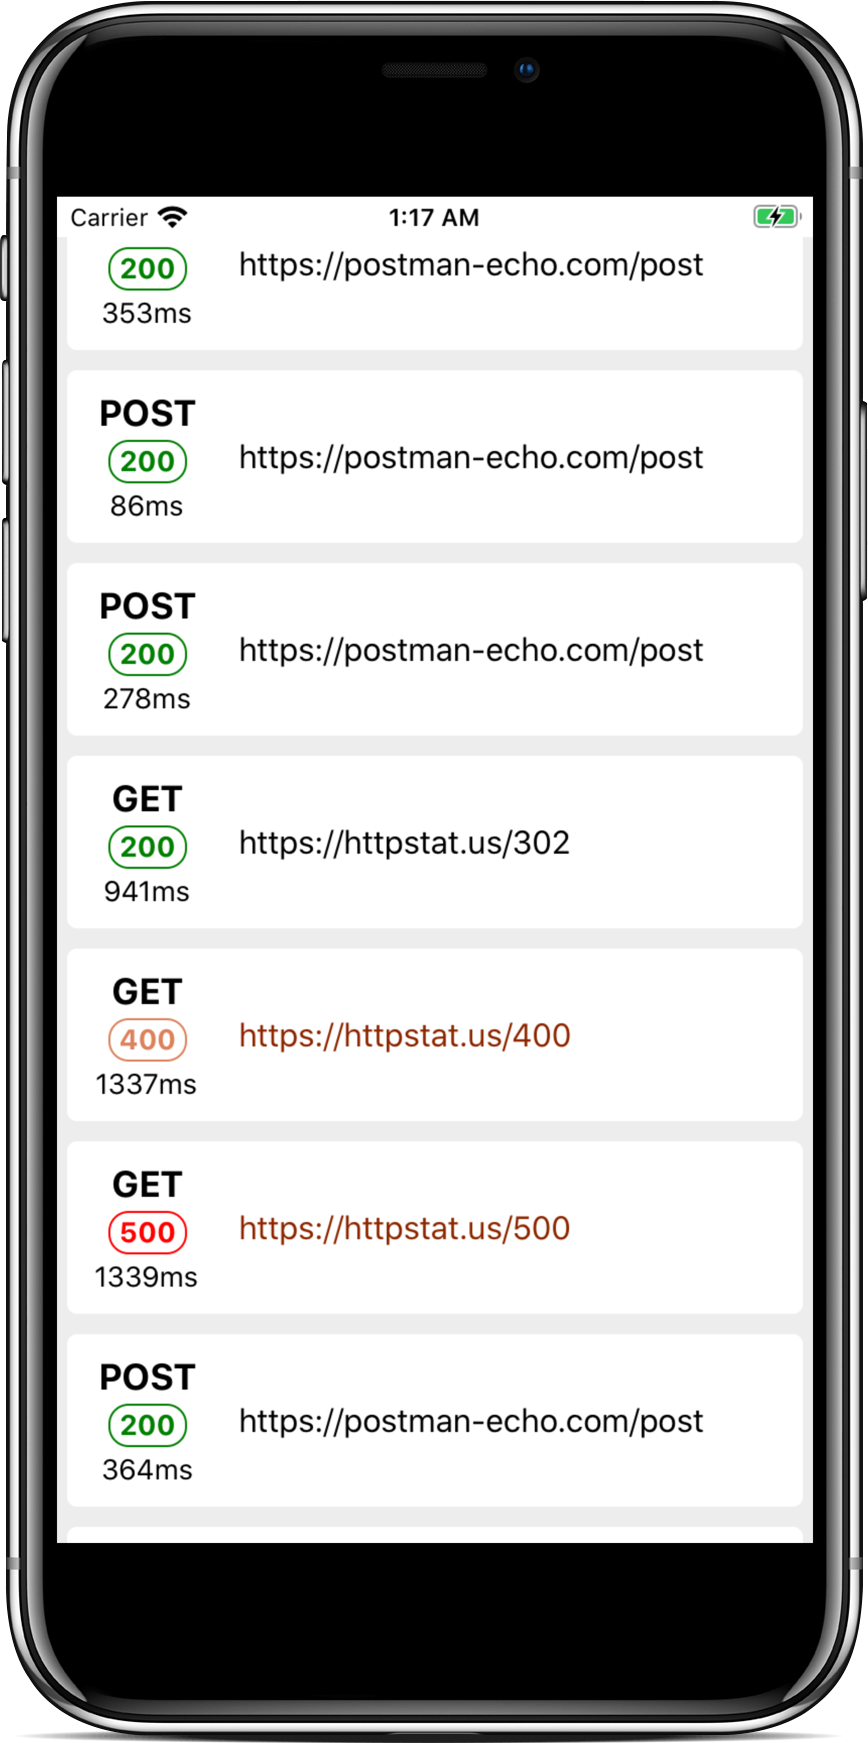 Carrier 1:17 AM
200 https://postman-echo.com/post
353ms
POST
200 https://postman-echo.com/post
86ms
POST
200 https://postman-echo.com/post
278ms
GET
200 https://httpstat.us/302
941ms
GET
400 https://httpstat.us/400
1337ms
GET
500 https://httpstat.us/500
1339ms
POST
200 https://postman-echo.com/post
364ms